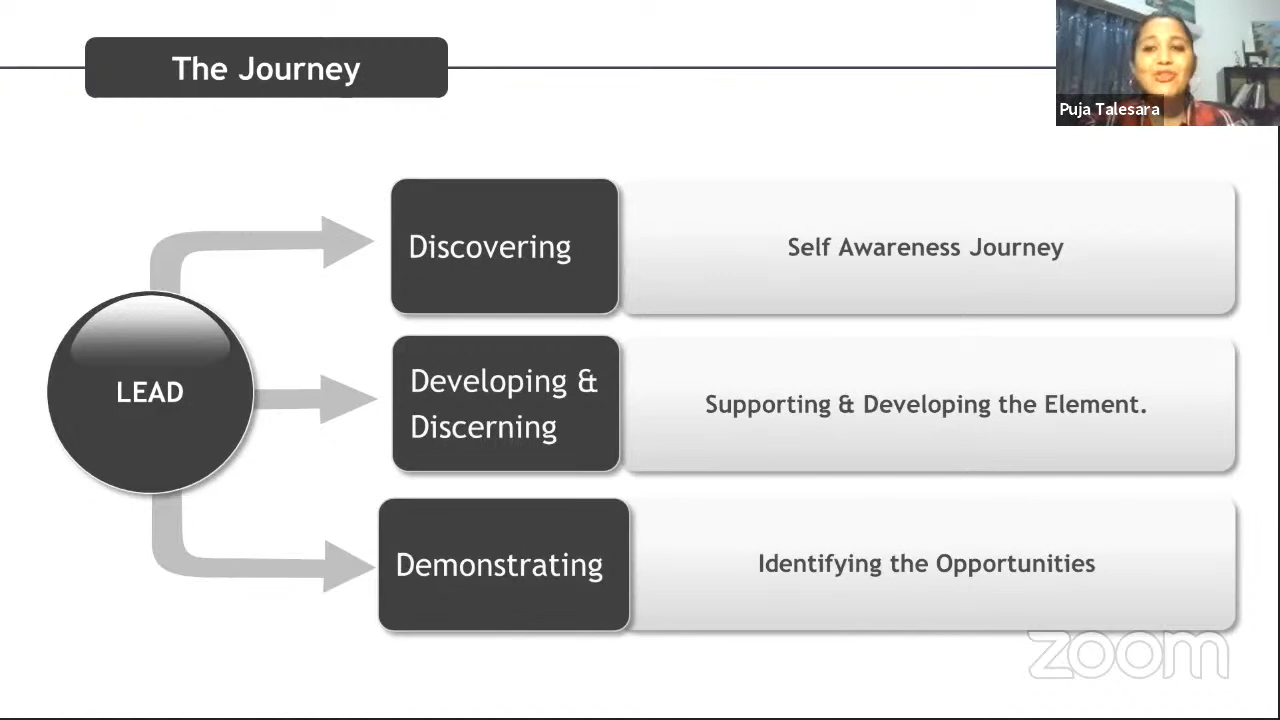 The Journey
Puja Talesara
Discovering
Self Awareness Journey
LEAD
Developing &
Discerning
Supporting & Developing the Element.
Demonstrating
Identifying the Opportunities
zoom